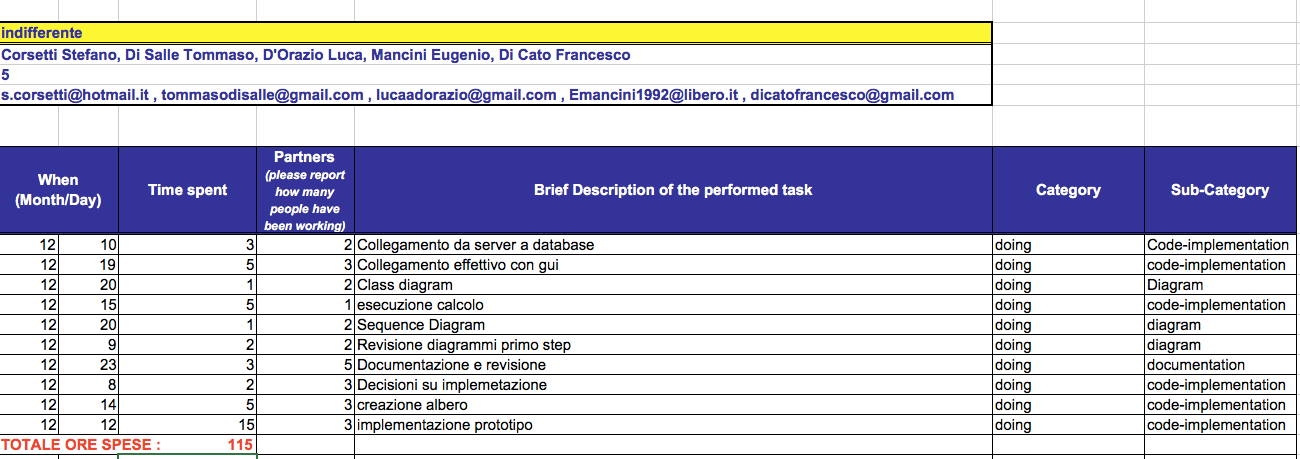 indifferente
Corsetti Stefano, Di Salle Tommaso, D'Orazio Luca, Mancini Eugenio, Di Cato Francesco
5
s.corsetti@hotmail.it , tommasodisalle@gmail.com , lucaadorazio@gmail.com , Emancini1992@libero.it , dicatofrancesco@gmail.com
When (Month/Day) Time spent Partners (please report how many people have been working) Brief Description of the performed task Category Sub-Category
12 10 3 2 Collegamento da server a database doing Code-implementation
12 19 5 3 Collegamento effettivo con gui doing code-implementation
12 20 1 2 Class diagram doing Diagram
12 15 5 1 esecuzione calcolo doing code-implementation
12 20 1 2 Sequence Diagram doing diagram
12 9 2 2 Revisione diagrammi primo step doing diagram
12 23 3 5 Documentazione e revisione doing documentation
12 8 2 3 Decisioni su implemetazione doing code-implementation
12 14 5 3 creazione albero doing code-implementation
12 12 15 3 implementazione prototipo doing code-implementation
TOTALE ORE SPESE : 115